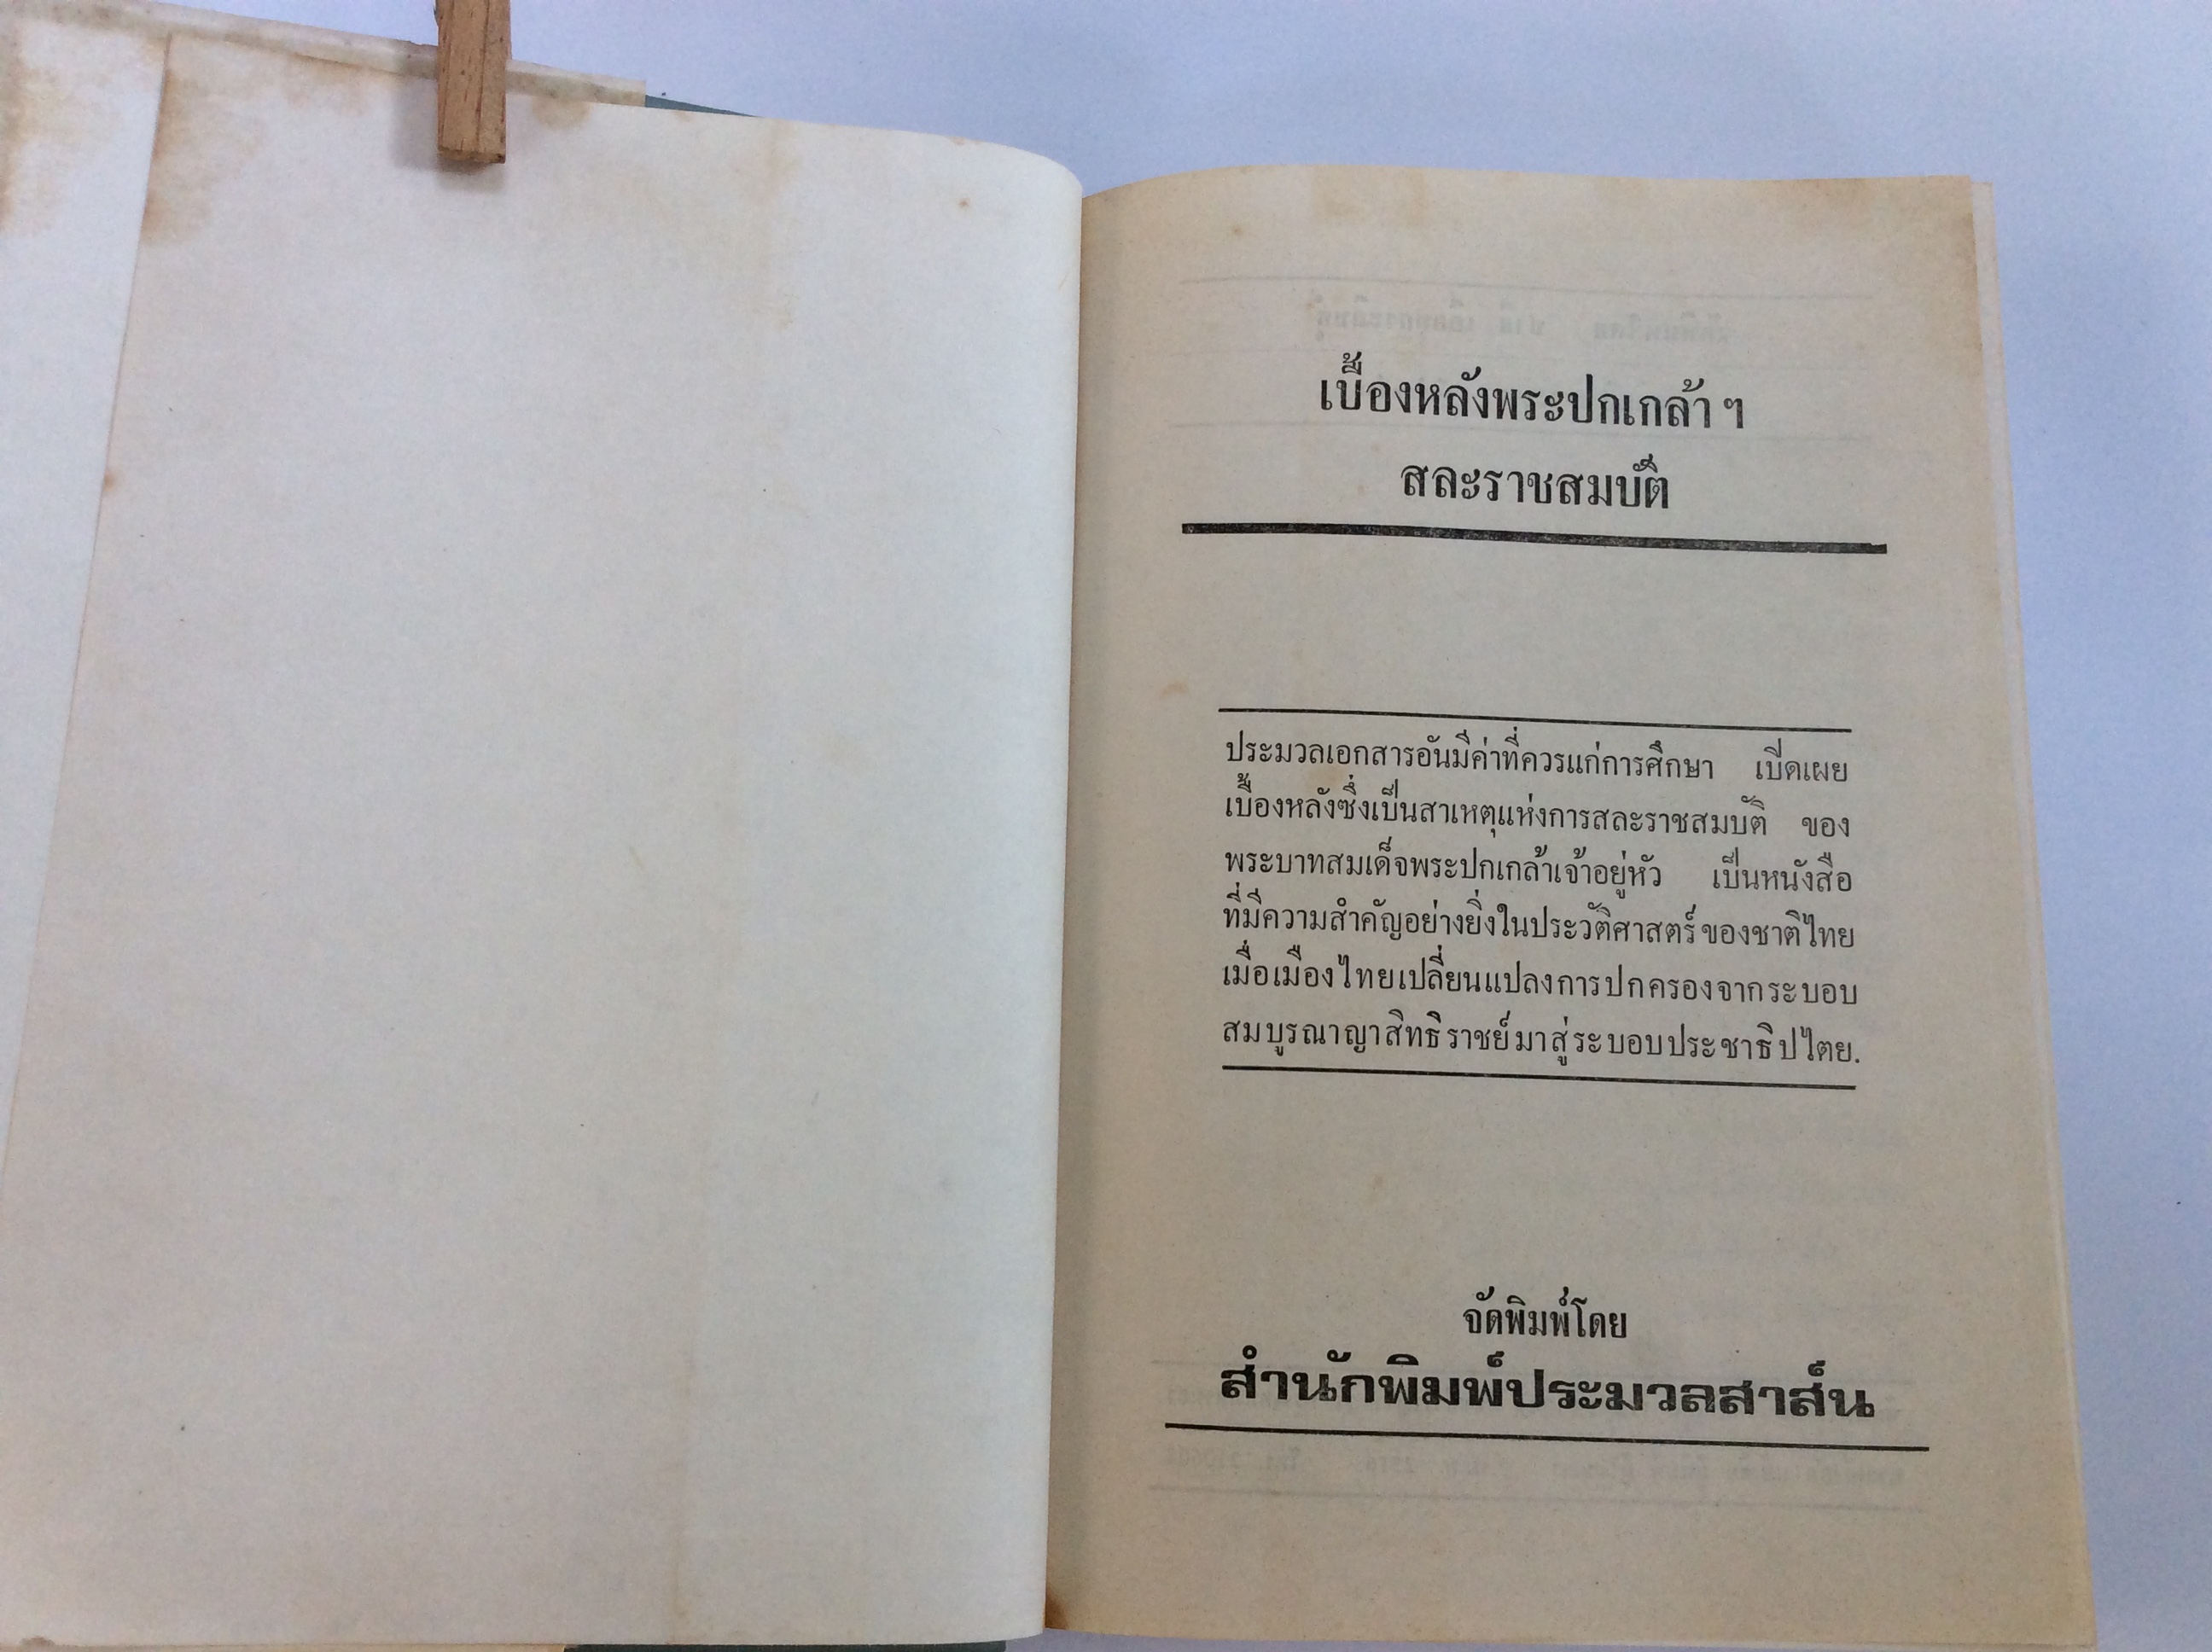 เบื้องหลังพระปกเกล้า ฯ
สละราชสมบัติ
ประมวลเอกสารอันมีค่าที่ควรแก่การศึกษา เปิดเผย
เบื้องหลังซึ่งเป็นสาเหตุแห่งการสละราชสมบัติ ของ
พระบาทสมเด็จพระปกเกล้าเจ้าอยู่หัว เป็นหนังสือ
ที่มีความสำคัญอย่างยิ่งในประวัติศาสตร์ของชาติไทย
เมื่อเมืองไทยเปลี่ยนแปลงการปกครองจากระบอบ
สมบูรณาญาสิทธิราชย์มาสู่ระบอบประชาธิปไตย.
จัดพิมพ์โดย
สำนักพิมพ์ประมวลสาส์น